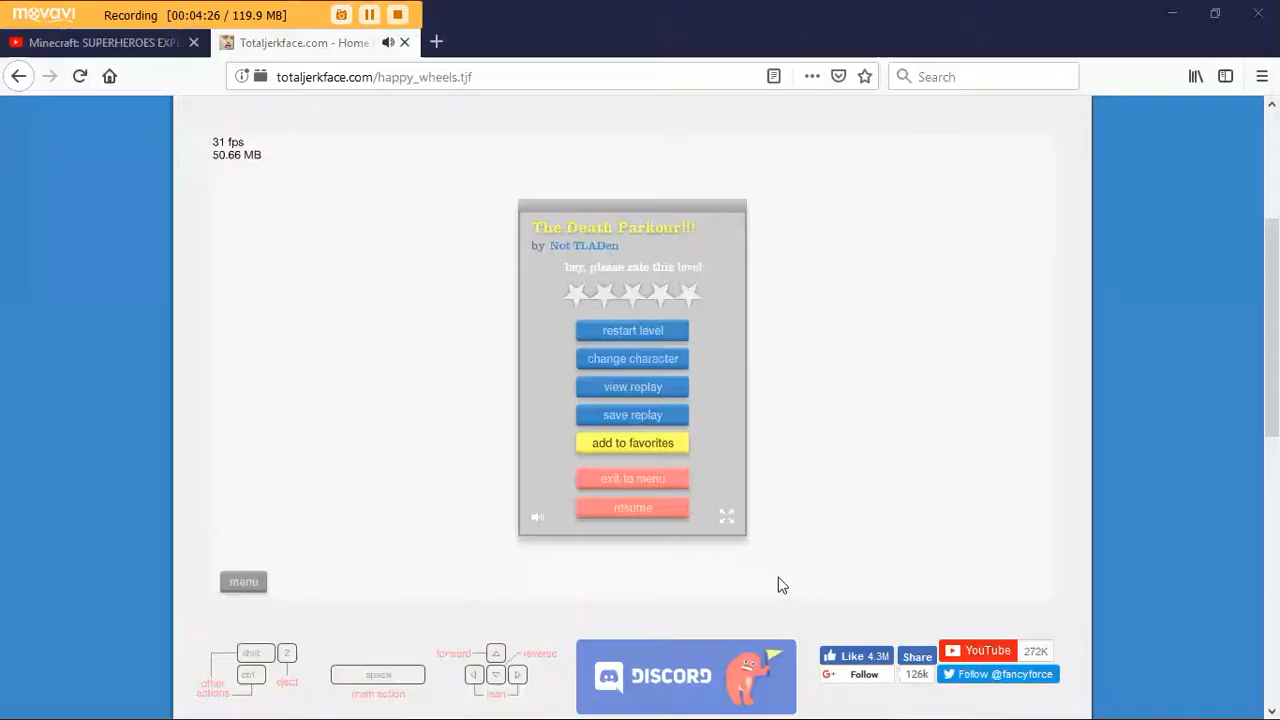 movavi Recording [00:04:26 / 119.9 MB]
Minecraft: SUPERHEROES EXPL
Totaljerkface.com - Home
totaljerkface.com/happy_wheels.tjf
Search
31 fps
50.66 MB
The Death Parkour!!!
by Not TLADen
hey, please rate this level
restart level
change character
view replay
save replay
add to favorites
exit to menu
resume
menu
shift Z
ctrl
other actions
eject
space
main action
forward
reverse
lean
DISCORD
Like 4.3M
Share
YouTube 272K
G+ Follow 126k
Follow @fancyforce